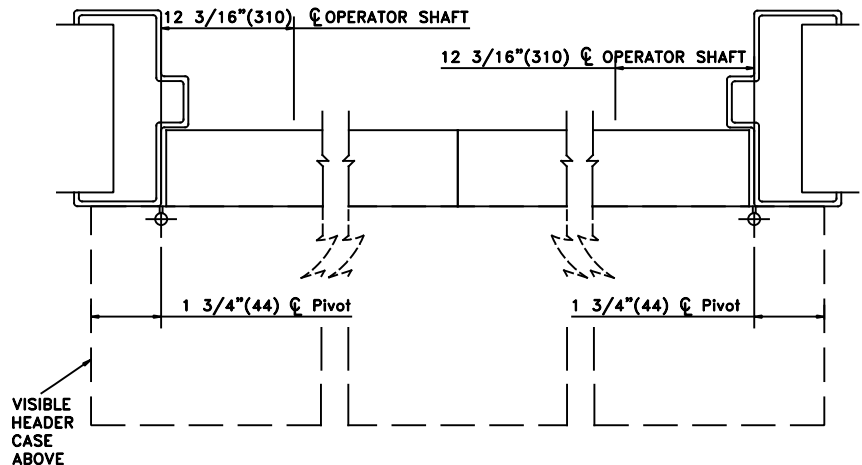 12 3/16"(310) ℄ OPERATOR SHAFT
12 3/16"(310) ℄ OPERATOR SHAFT
1 3/4"(44) ℄ Pivot
1 3/4"(44) ℄ Pivot
VISIBLE
HEADER
CASE
ABOVE